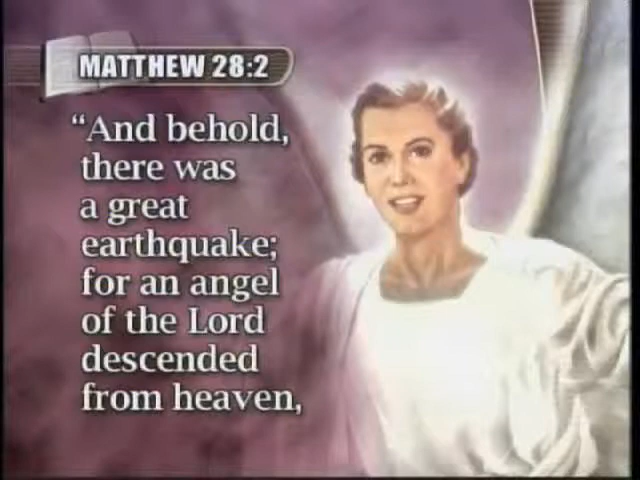 MATTHEW 28:2
“And behold,
there was
a great
earthquake;
for an angel
of the Lord
descended
from heaven,